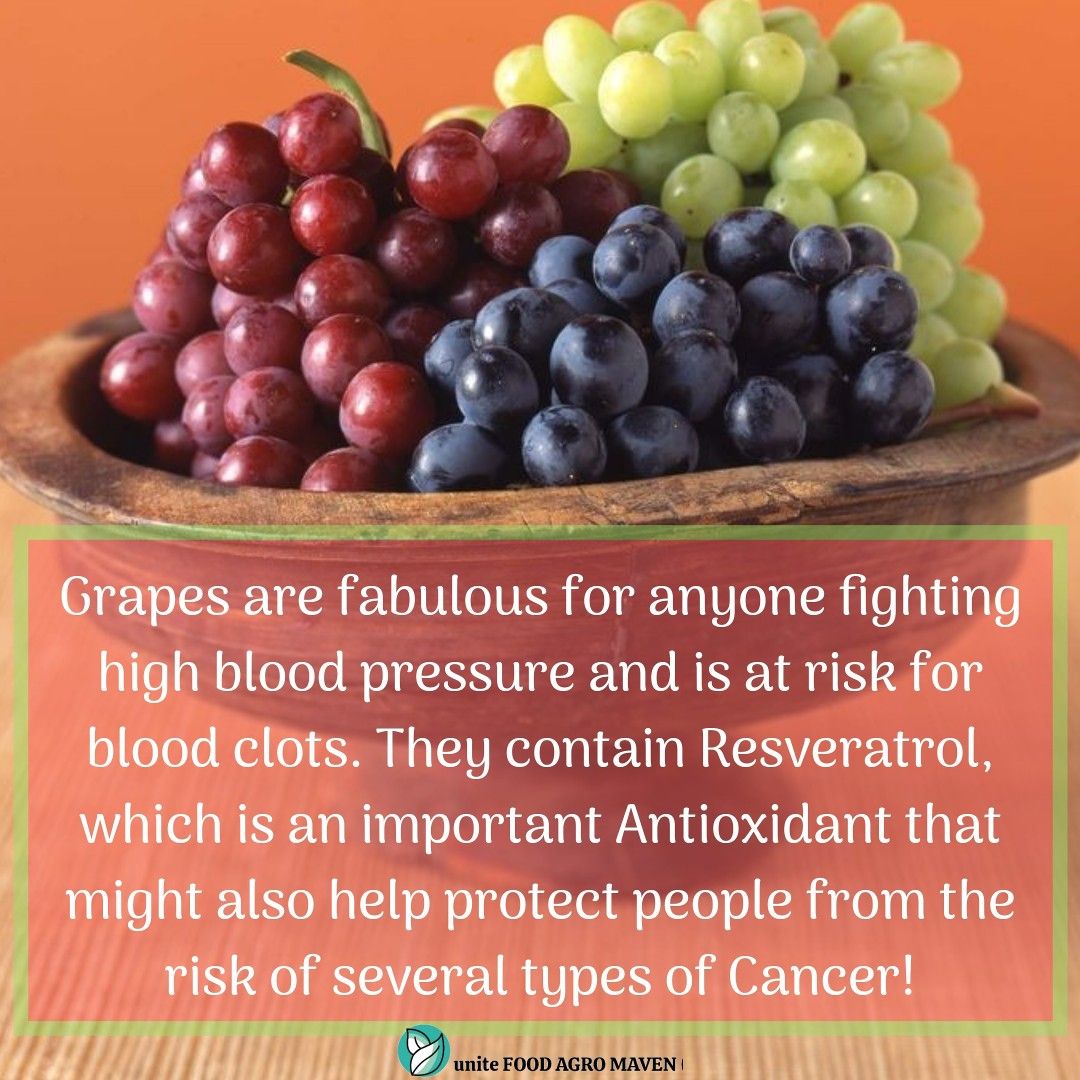 Grapes are fabulous for anyone fighting
high blood pressure and is at risk for
blood clots. They contain Resveratrol,
which is an important Antioxidant that
might also help protect people from the
risk of several types of Cancer!
unite FOOD AGRO MAVEN